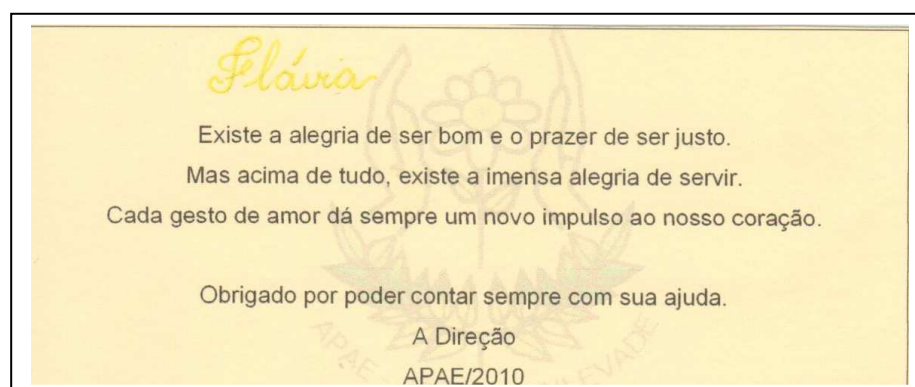 Flávia
Existe a alegria de ser bom e o prazer de ser justo.
Mas acima de tudo, existe a imensa alegria de servir.
Cada gesto de amor dá sempre um novo impulso ao nosso coração.
Obrigado por poder contar sempre com sua ajuda.
A Direção
APAE/2010
APAE -